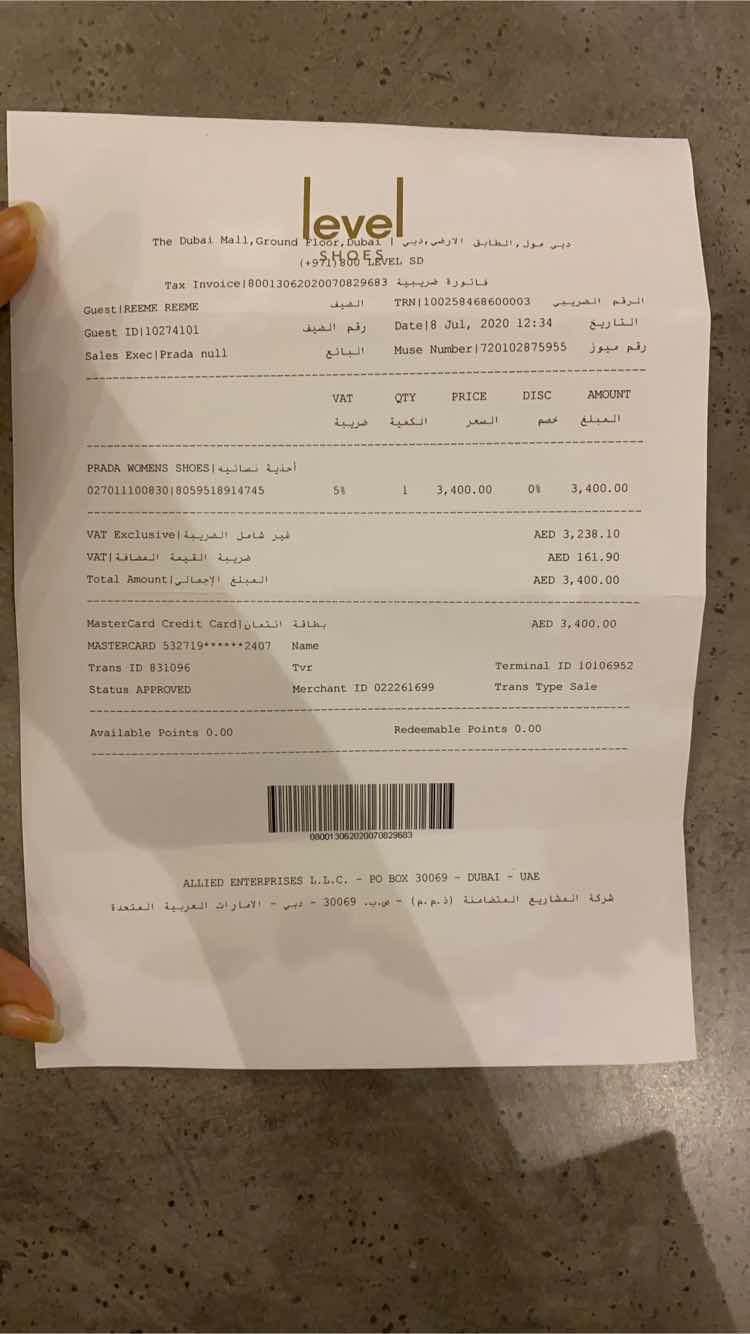 level
SHOES
The Dubai Mall,Ground Floor,Dubai | دبي مول,الطابق الارضي,دبي
(+971)800 LEVEL SD
Tax Invoice|80013062020070829683 فاتورة ضريبية
Guest|REEME REEME الضيف TRN|100258468600003 الرقم الضريبي
Guest ID|10274101 رقم الضيف Date|8 Jul, 2020 12:34 التاريخ
Sales Exec|Prada null البائع Muse Number|720102875955 رقم ميوز
VAT QTY PRICE DISC AMOUNT
ضريبة الكمية السعر خصم المبلغ
PRADA WOMENS SHOES|أحذية نسائيه
027011100830|8059518914745 5% 1 3,400.00 0% 3,400.00
VAT Exclusive|غير شامل الضريبة AED 3,238.10
VAT|ضريبة القيمة المضافة AED 161.90
Total Amount|المبلغ الإجمالي AED 3,400.00
MasterCard Credit Card|بطاقة ائتمان AED 3,400.00
MASTERCARD 532719******2407 Name
Trans ID 831096 Tvr Terminal ID 10106952
Status APPROVED Merchant ID 022261699 Trans Type Sale
Available Points 0.00 Redeemable Points 0.00
080013062020070829683
ALLIED ENTERPRISES L.L.C. - PO BOX 30069 - DUBAI - UAE
شركة المشاريع المتضامنة (ذ.م.م) - ص.ب. 30069 - دبي - الامارات العربية المتحدة